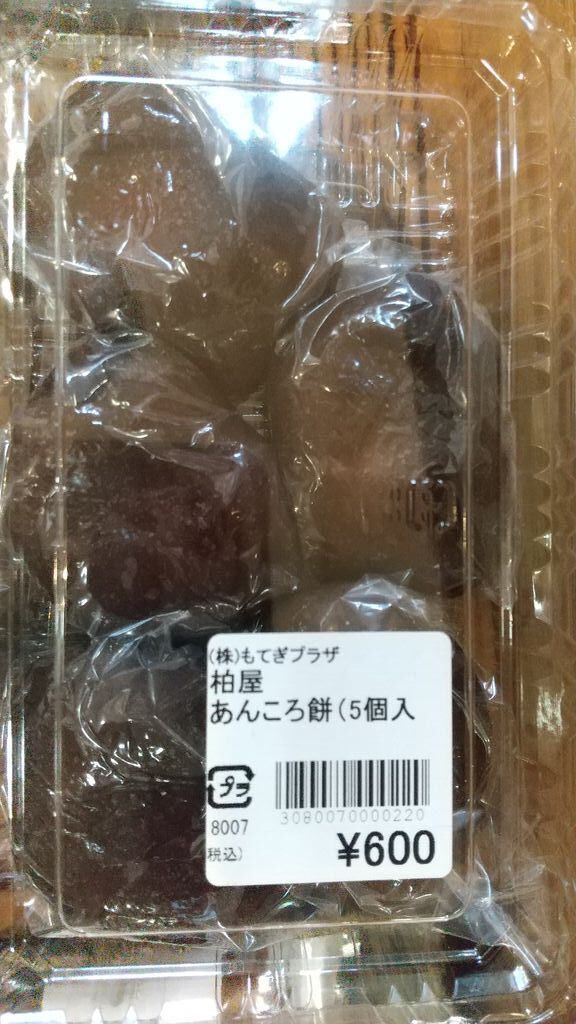 (株)もてぎプラザ
柏屋
あんころ餅(5個入
プラ
3080070000220
8007
税込)
¥600